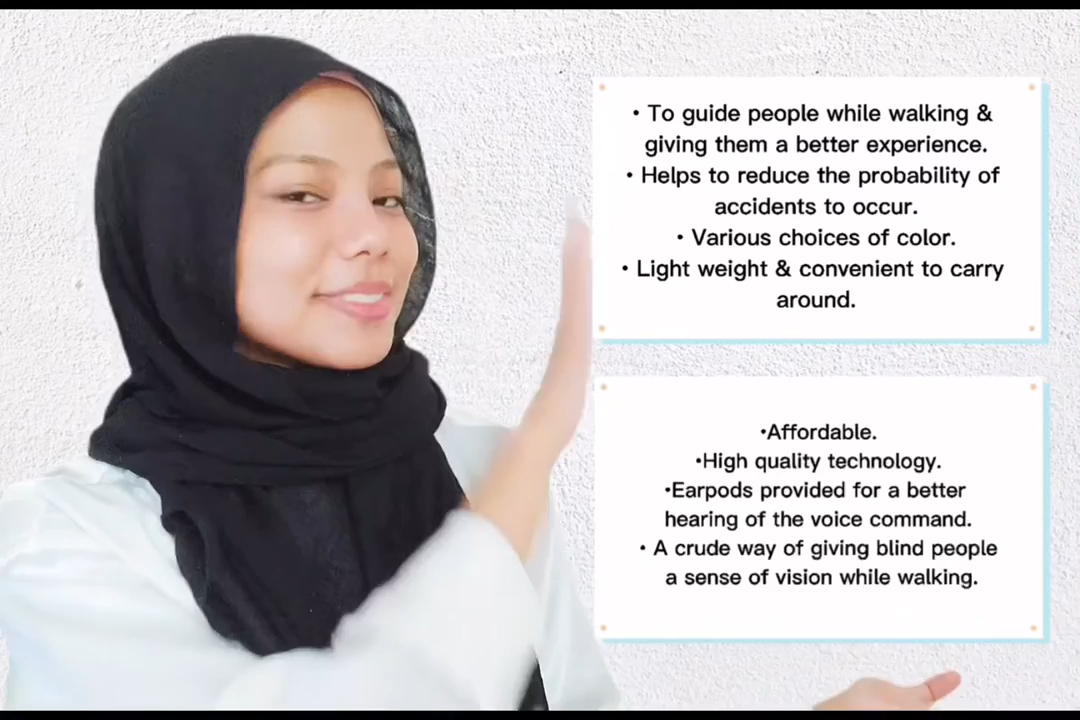 • To guide people while walking &
giving them a better experience.
• Helps to reduce the probability of
accidents to occur.
• Various choices of color.
• Light weight & convenient to carry
around.
•Affordable.
•High quality technology.
•Earpods provided for a better
hearing of the voice command.
• A crude way of giving blind people
a sense of vision while walking.